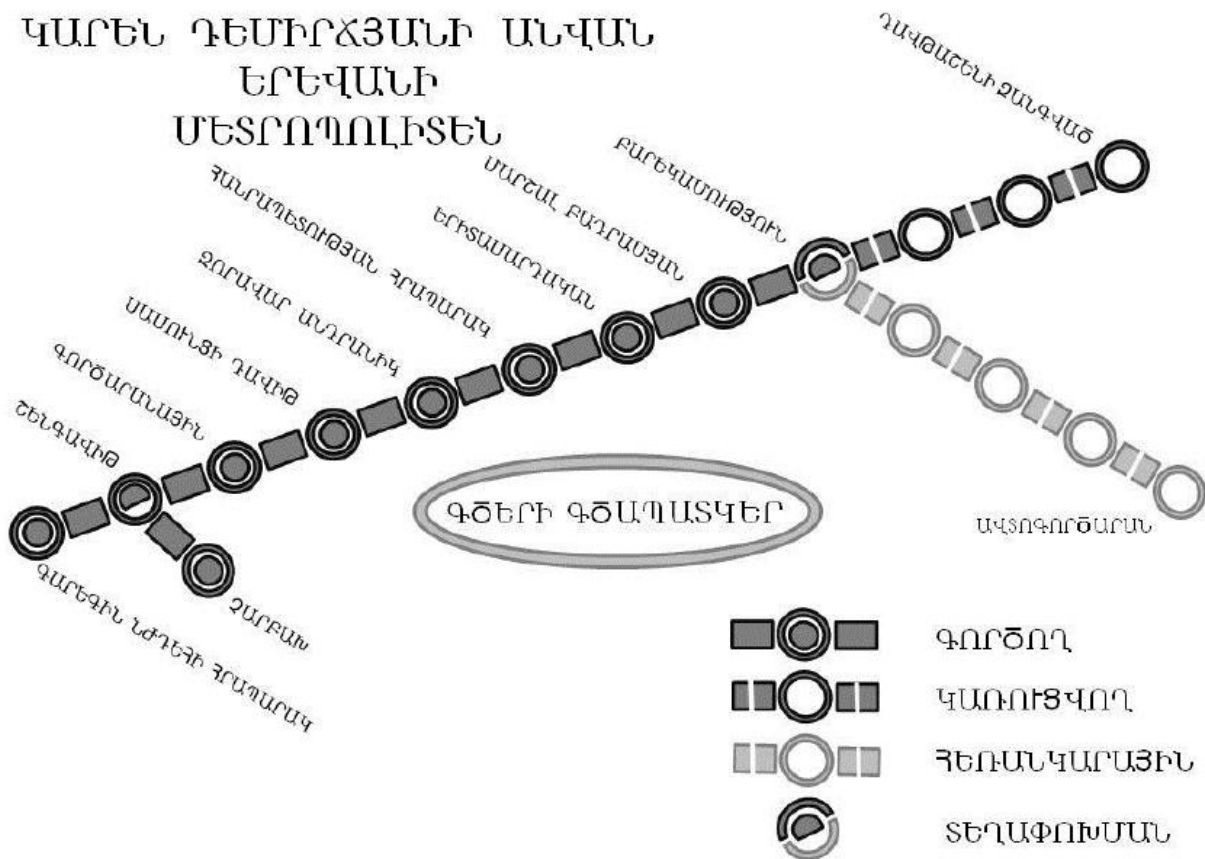 ԿԱՐԵՆ ԴԵՄԻՐՃՅԱՆԻ ԱՆՎԱՆ
ԵՐԵՎԱՆԻ
ՄԵՏՐՈՊՈԼԻՏԵՆ
ԴԱՎԹԱՇԵՆԻ ԶԱՆԳՎԱԾ
ԲԱՐԵԿԱՄՈՒԹՅՈՒՆ
ՄԱՐՇԱԼ ԲԱՂՐԱՄՅԱՆ
ԵՐԻՏԱՍԱՐԴԱԿԱՆ
ՀԱՆՐԱՊԵՏՈՒԹՅԱՆ ՀՐԱՊԱՐԱԿ
ԶՈՐԱՎԱՐ ԱՆԴՐԱՆԻԿ
ՍԱՍՈՒՆՑԻ ԴԱՎԻԹ
ԳՈՐԾԱՐԱՆԱՅԻՆ
ՇԵՆԳԱՎԻԹ
ԳԱՐԵԳԻՆ ՆԺԴԵՀԻ ՀՐԱՊԱՐԱԿ
ՉԱՐԲԱԽ
ԳԾԵՐԻ ԳԾԱՊԱՏԿԵՐ
ԱՎՏՈԳՈՐԾԱՐԱՆ
ԳՈՐԾՈՂ
ԿԱՌՈՒՑՎՈՂ
ՀԵՌԱՆԿԱՐԱՅԻՆ
ՏԵՂԱՓՈԽՄԱՆ